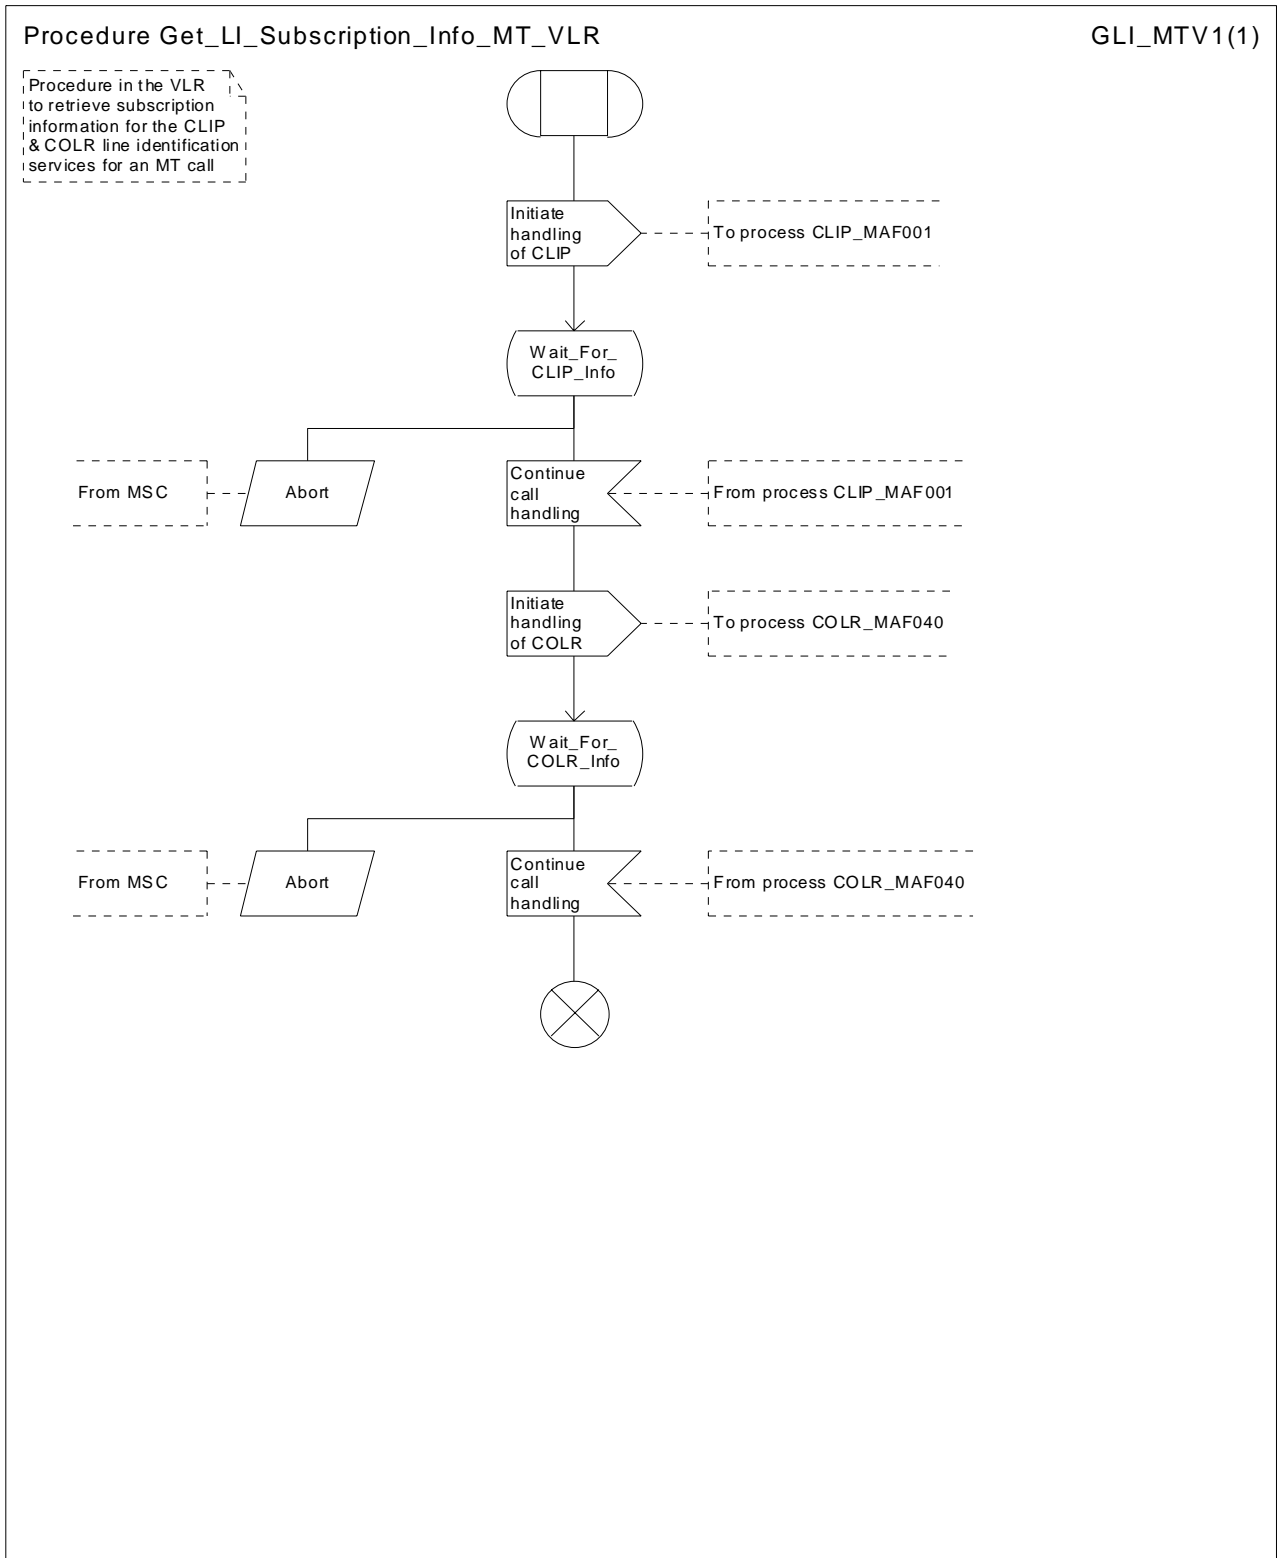 Procedure Get_LI_Subscription_Info_MT_VLR
GLI_MTV1(1)
Procedure in the VLR
to retrieve subscription
information for the CLIP
& COLR line identification
services for an MT call
Initiate
handling
of CLIP
To process CLIP_MAF001
Wait_For_
CLIP_Info
From MSC
Abort
Continue
call
handling
From process CLIP_MAF001
Initiate
handling
of COLR
To process COLR_MAF040
Wait_For_
COLR_Info
From MSC
Abort
Continue
call
handling
From process COLR_MAF040